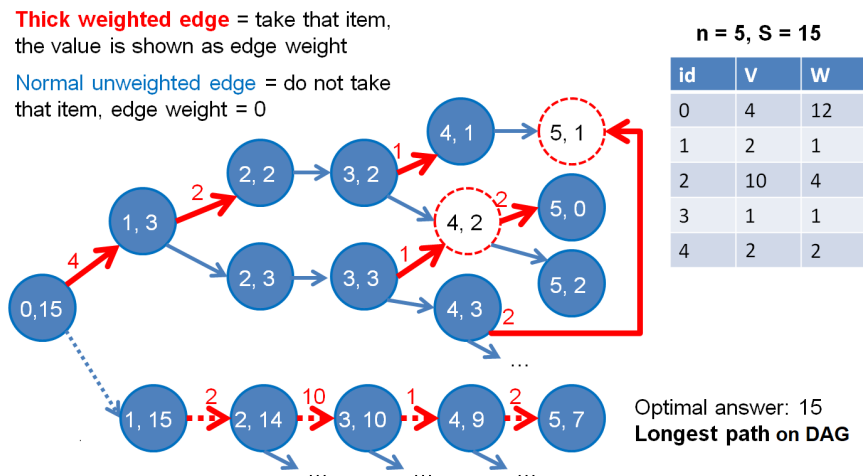 Thick weighted edge = take that item,
the value is shown as edge weight
Normal unweighted edge = do not take
that item, edge weight = 0
n = 5, S = 15
id V W
0 4 12
1 2 1
2 10 4
3 1 1
4 2 2
4, 1
5, 1
1
2, 2
3, 2
2
2
5, 0
1, 3
4, 2
4
1
2, 3
3, 3
5, 2
0,15
4, 3
2
...
2
10
1
2
1, 15
2, 14
3, 10
4, 9
5, 7
Optimal answer: 15
Longest path on DAG
...
...
...